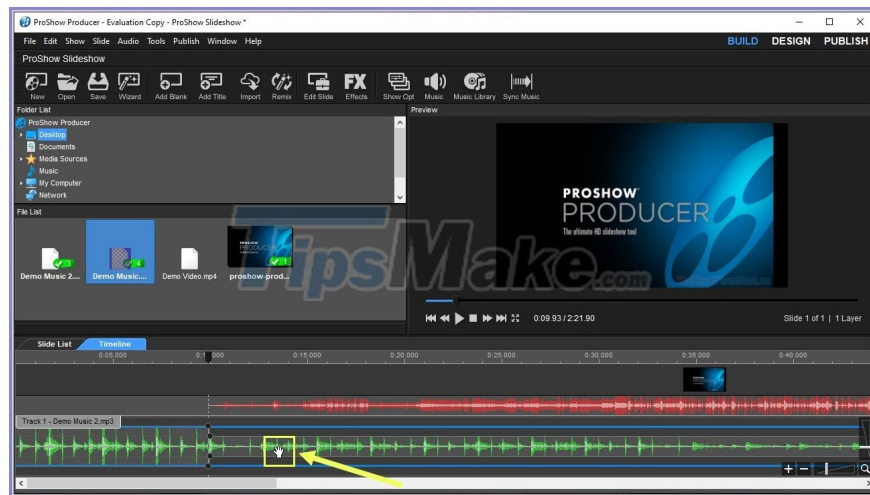 ProShow Producer - Evaluation Copy - ProShow Slideshow *
File Edit Show Slide Audio Tools Publish Window Help
BUILD DESIGN PUBLISH
ProShow Slideshow
New Open Save Wizard Add Blank Add Title Import Remix Edit Slide Effects Show Opt Music Music Library Sync Music
FX
Folder List
Preview
ProShow Producer
Desktop
Documents
Media Sources
Music
My Computer
Network
File List
Demo Music 2.... Demo Music.... Demo Video.mp4 proshow-prod...
3
4
1
PROSHOW
PRODUCER
The ultimate HD slideshow tool
TipsMake.com
0:09.93 / 2:21.90
Slide 1 of 1 | 1 Layer
Slide List Timeline
0:05.000 0:15.000 0:20.000 0:25.000 0:30.000 0:35.000 0:40.000
Track 1 - Demo Music 2.mp3